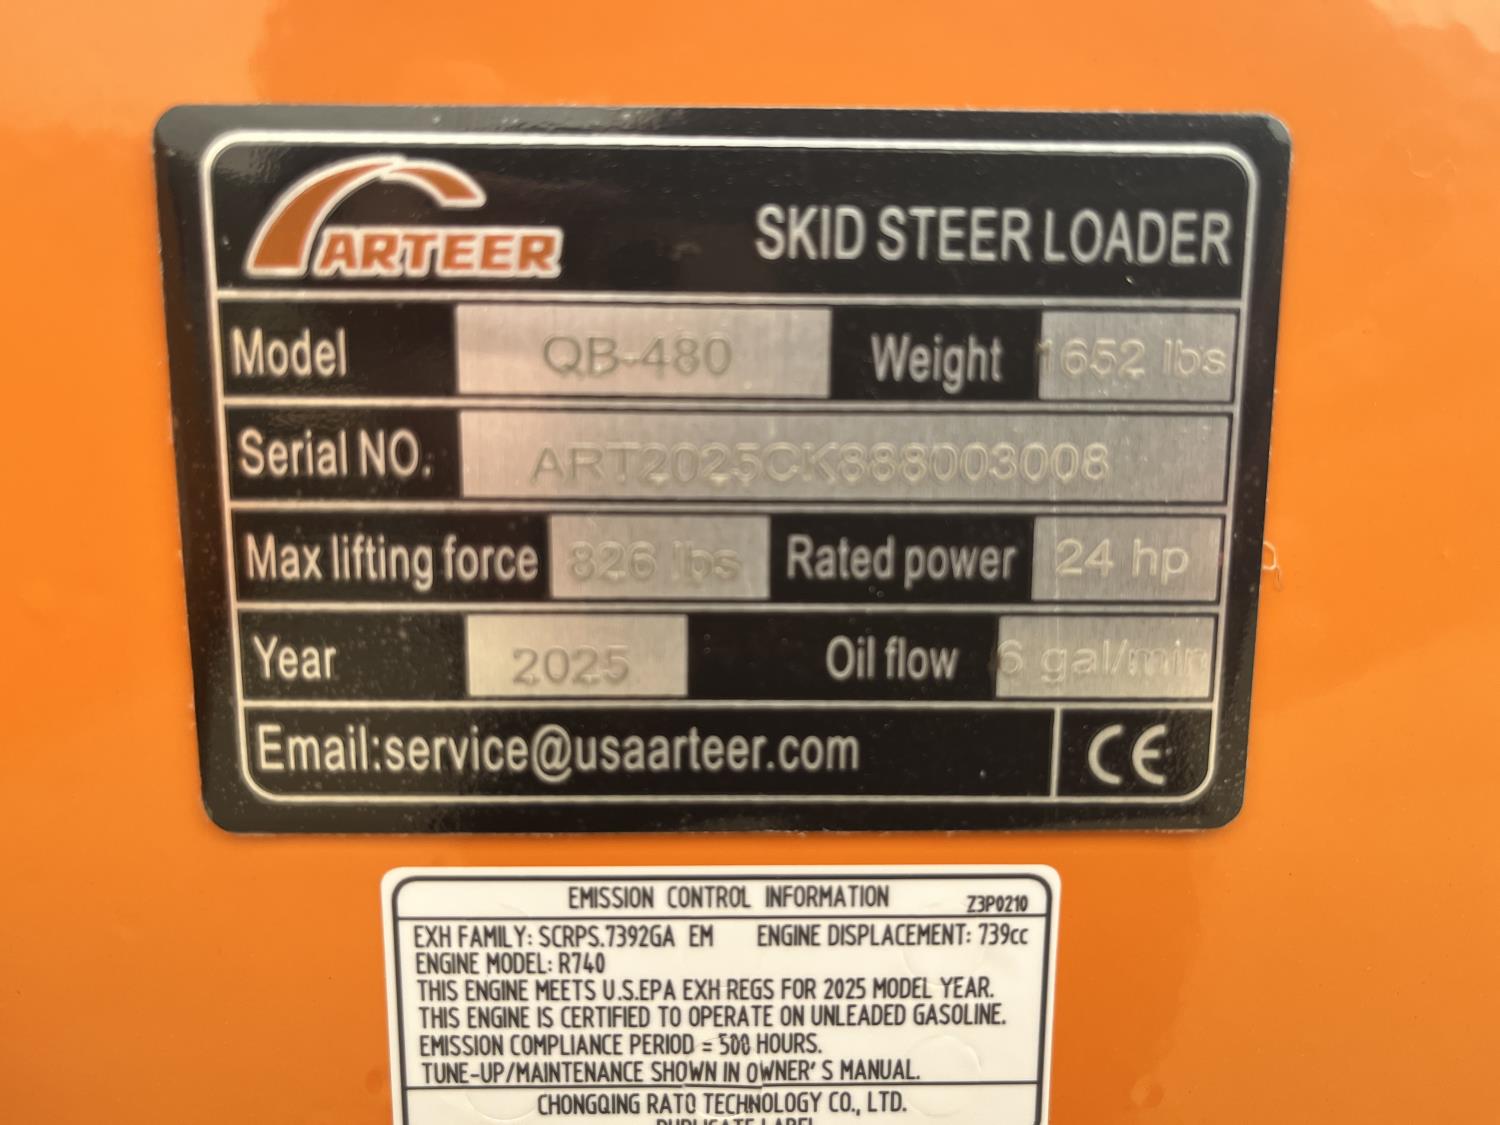 ARTEER
SKID STEER LOADER
Model QB-480 Weight 1652 lbs
Serial NO. ART2025CK888003008
Max lifting force 826 lbs Rated power 24 hp
Year 2025 Oil flow 6 gal/min
Email:service@usaarteer.com CE
EMISSION CONTROL INFORMATION Z3P0210
EXH FAMILY: SCRPS.7392GA EM ENGINE DISPLACEMENT: 739cc
ENGINE MODEL: R740
THIS ENGINE MEETS U.S.EPA EXH REGS FOR 2025 MODEL YEAR.
THIS ENGINE IS CERTIFIED TO OPERATE ON UNLEADED GASOLINE.
EMISSION COMPLIANCE PERIOD = 500 HOURS.
TUNE-UP/MAINTENANCE SHOWN IN OWNER' S MANUAL.
CHONGQING RATO TECHNOLOGY CO., LTD.
DUPLICATE LABEL